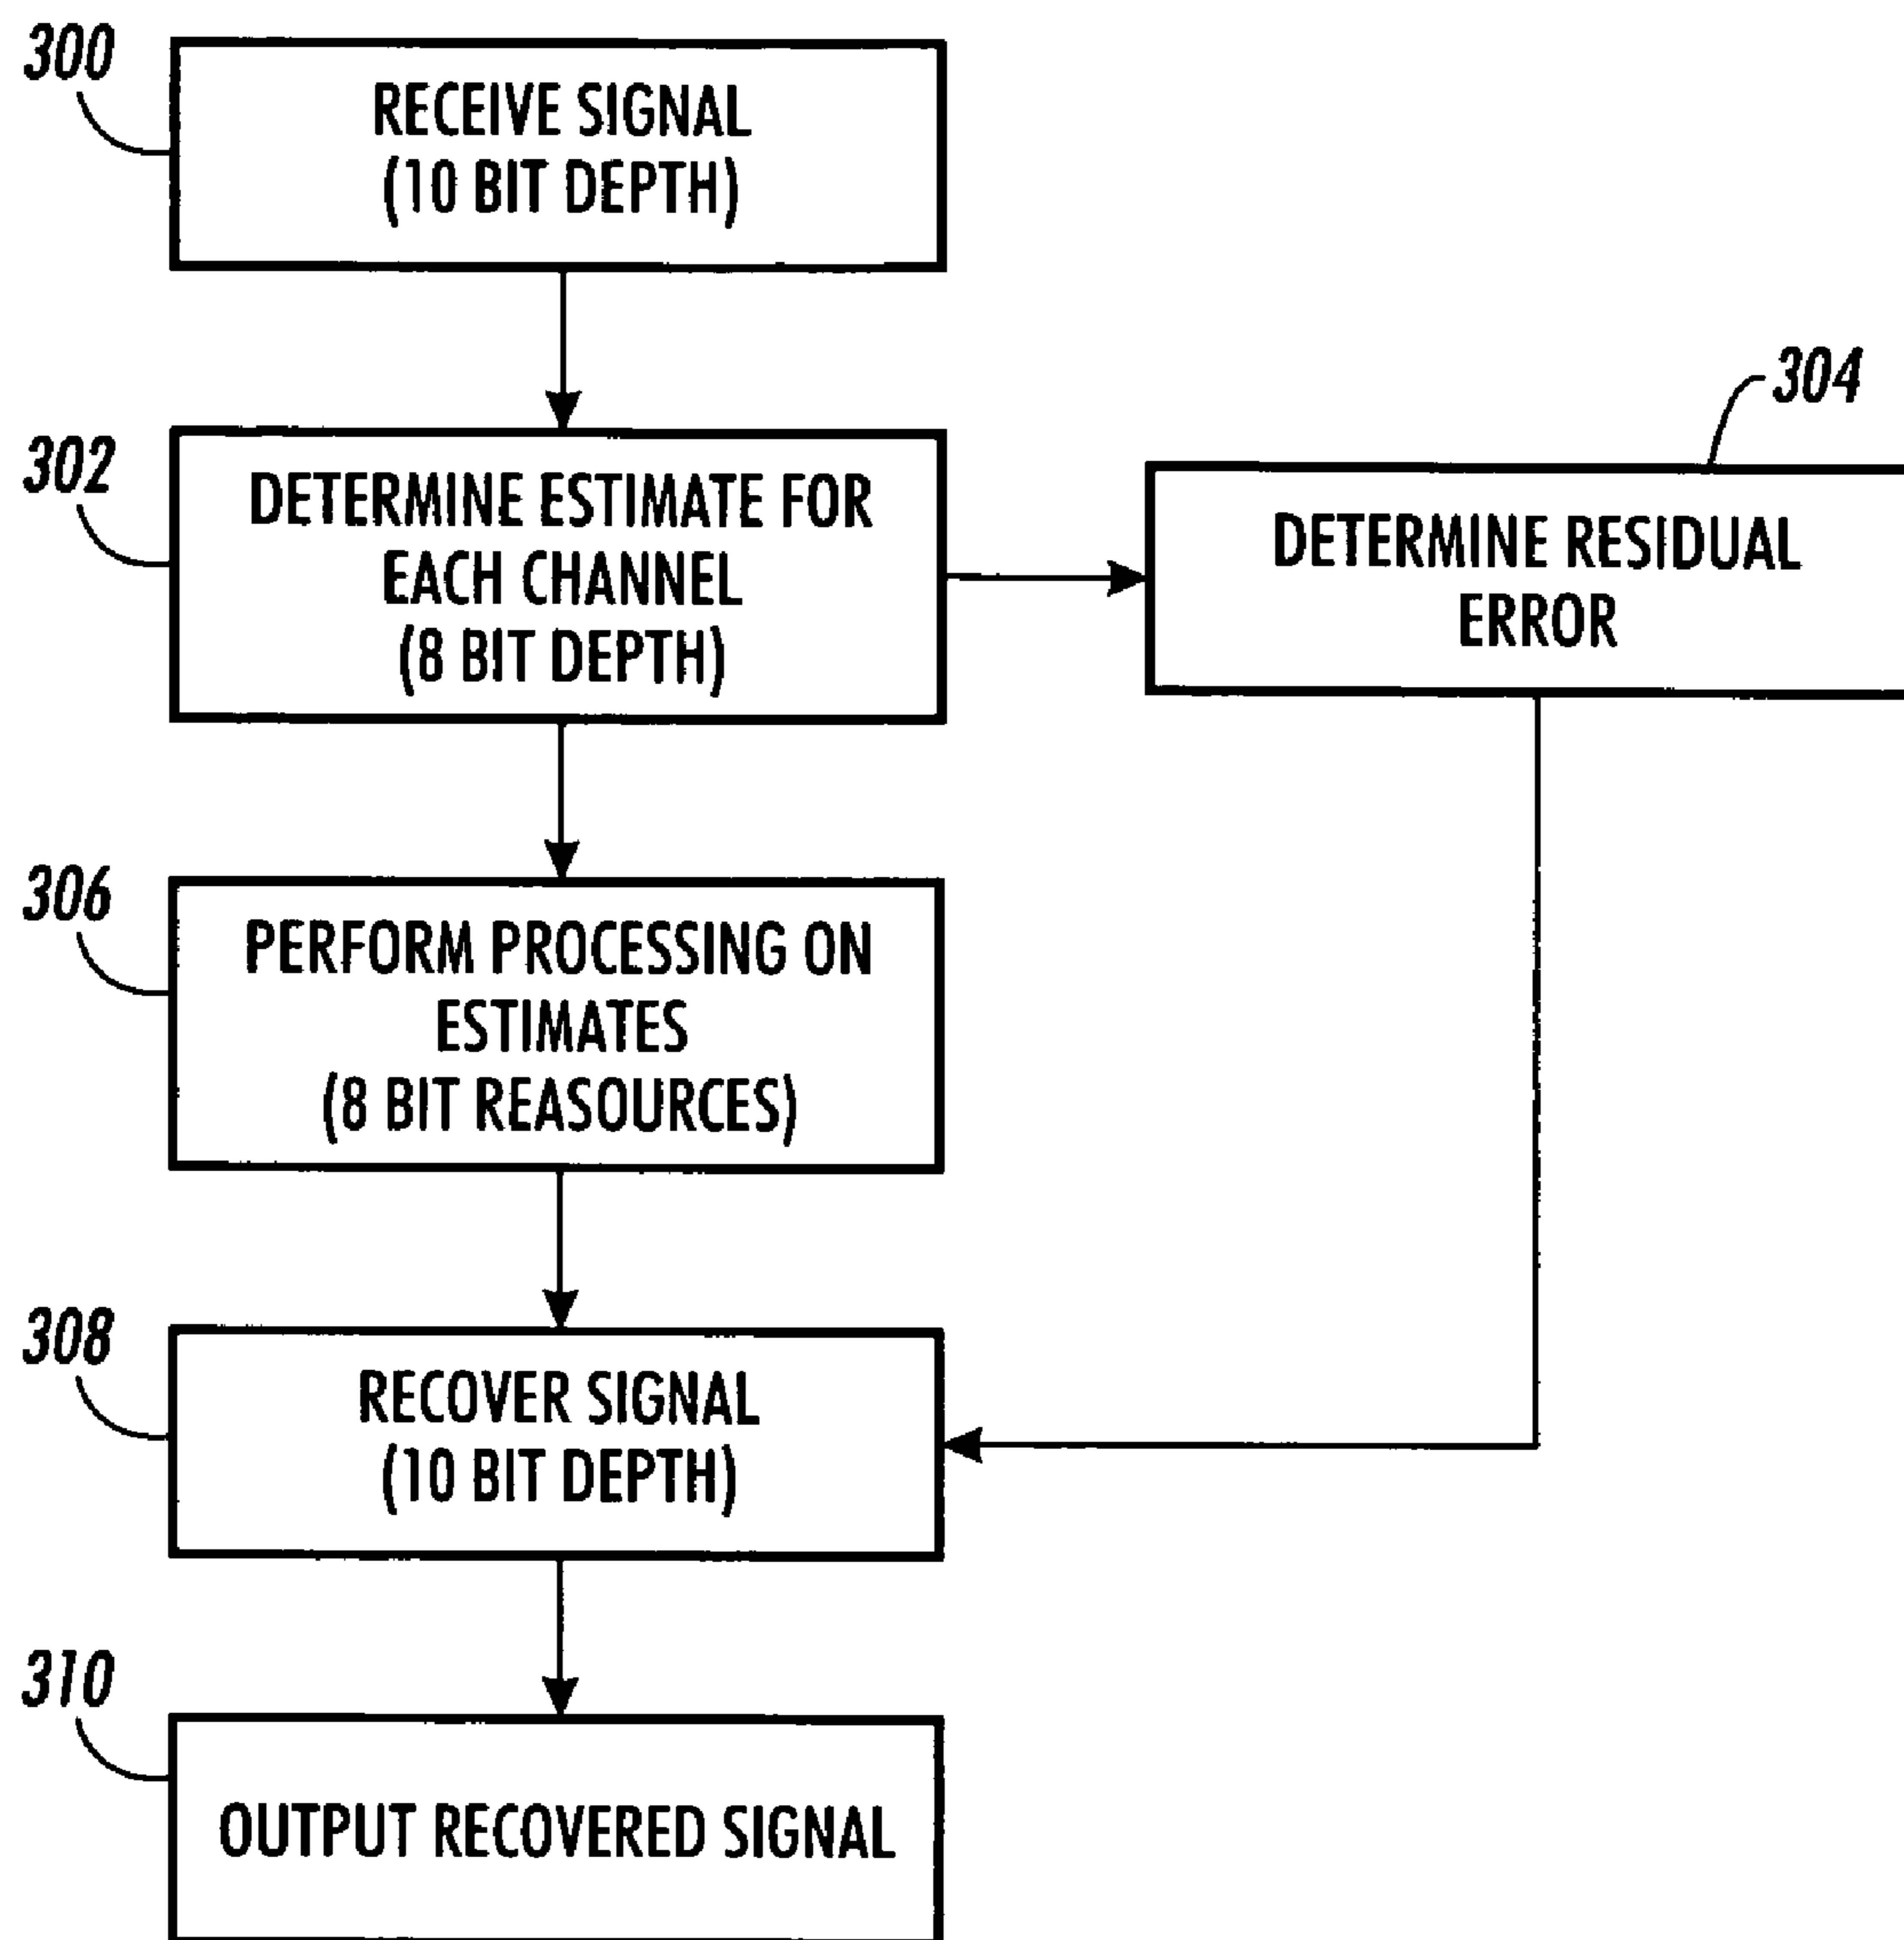 300
RECEIVE SIGNAL
(10 BIT DEPTH)
302
DETERMINE ESTIMATE FOR
EACH CHANNEL
(8 BIT DEPTH)
304
DETERMINE RESIDUAL
ERROR
306
PERFORM PROCESSING ON
ESTIMATES
(8 BIT REASOURCES)
308
RECOVER SIGNAL
(10 BIT DEPTH)
310
OUTPUT RECOVERED SIGNAL